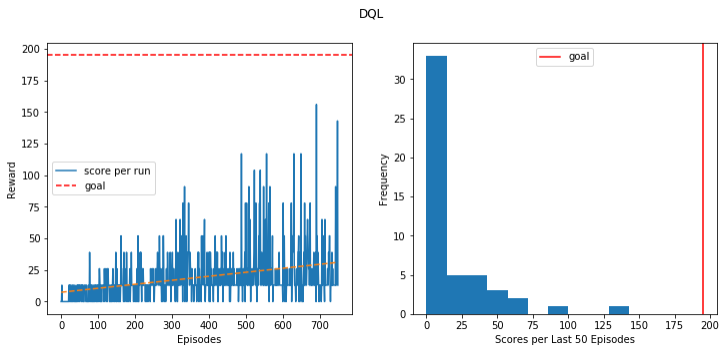 DQL
200
175
150
125
100
75
50
25
0
Reward
score per run
goal
0 100 200 300 400 500 600 700
Episodes
goal
30
25
20
15
10
5
0
Frequency
0 25 50 75 100 125 150 175 200
Scores per Last 50 Episodes